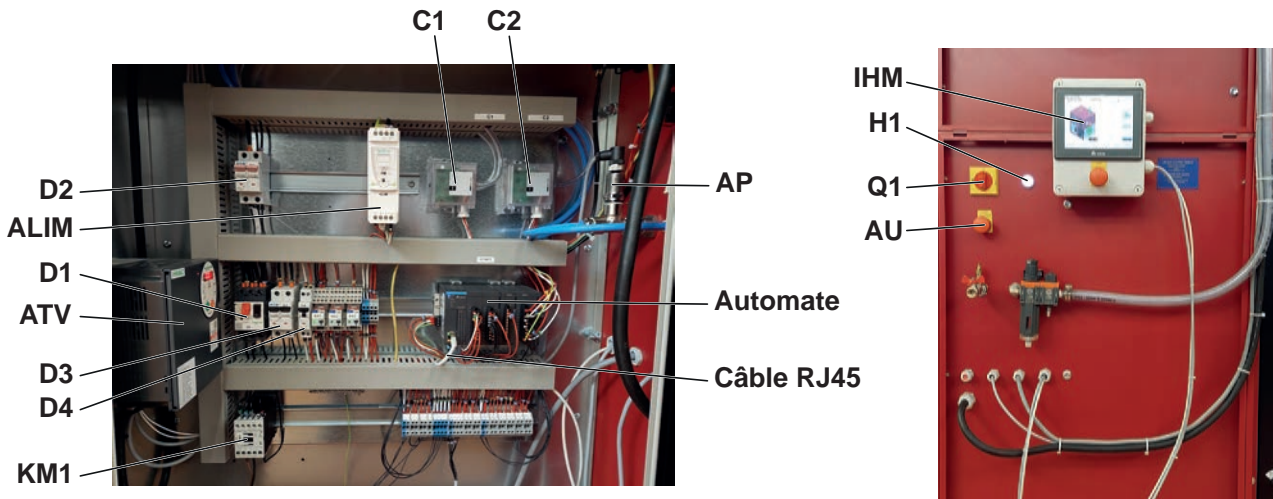 C1
C2
D2
ALIM
D1
ATV
D3
D4
KM1
AP
Automate
Câble RJ45
IHM
H1
Q1
AU